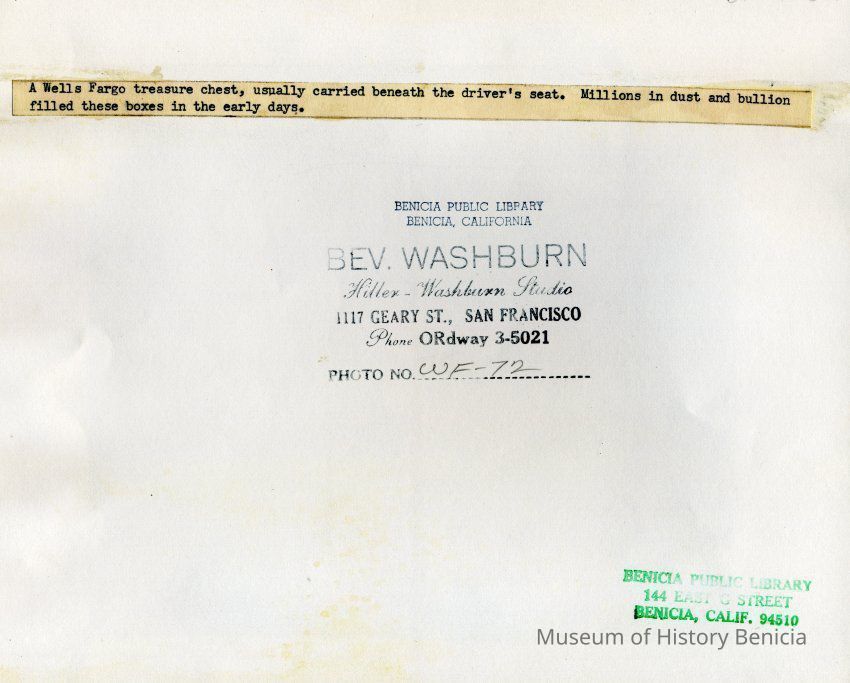 A Wells Fargo treasure chest, usually carried beneath the driver's seat. Millions in dust and bullion
filled these boxes in the early days.
BENICIA PUBLIC LIBRARY
BENICIA, CALIFORNIA
BEV. WASHBURN
Hiller - Washburn Studio
1117 GEARY ST., SAN FRANCISCO
Phone ORdway 3-5021
PHOTO NO. WF-72
BENICIA PUBLIC LIBRARY
144 EAST G STREET
BENICIA, CALIF. 94510
Museum of History Benicia